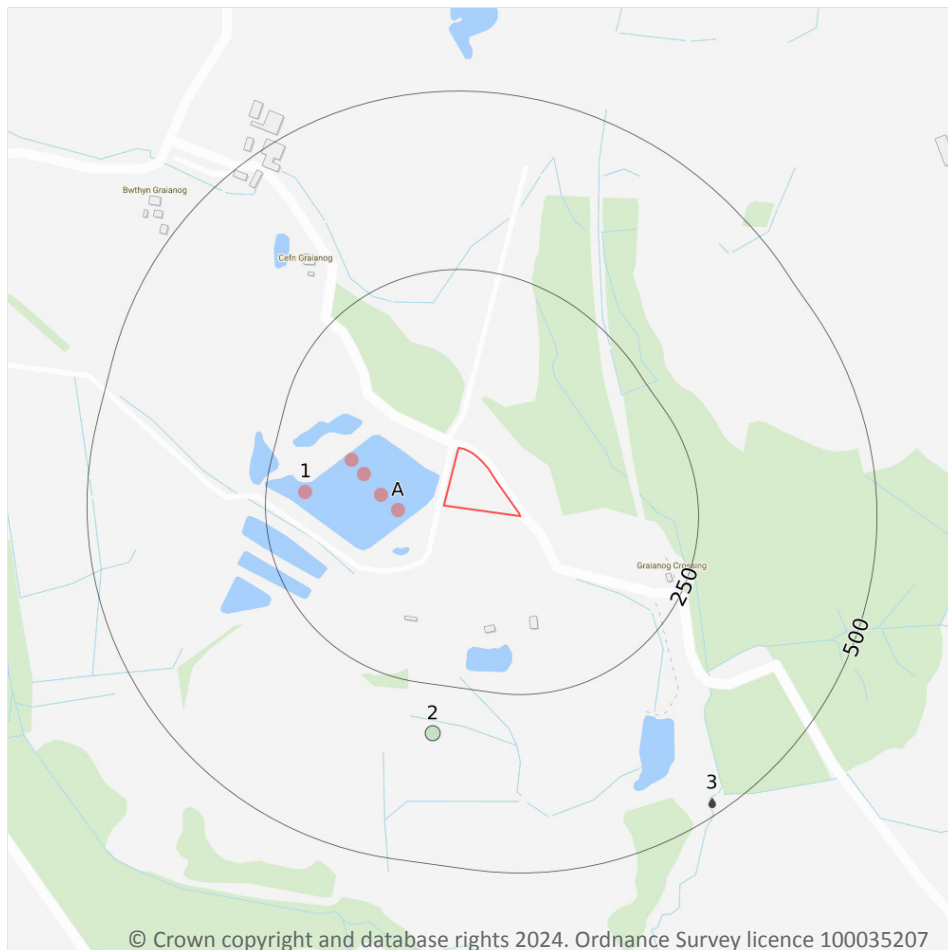 Bwthyn Graianog
Cefn Graianog
1
A
Graianog Crossing
250
500
2
3
© Crown copyright and database rights 2024. Ordnance Survey licence 100035207